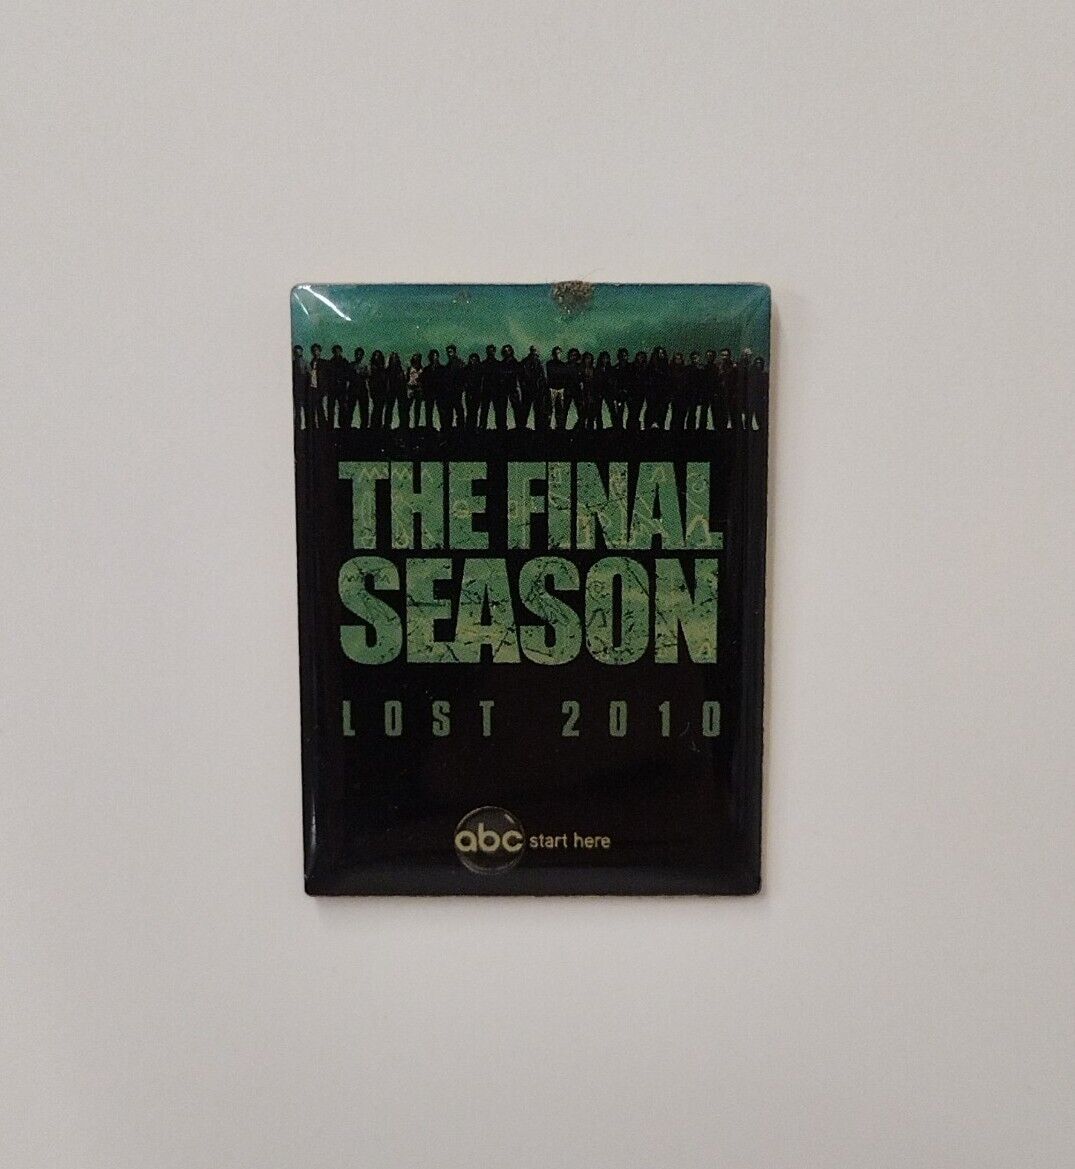 THE FINAL
SEASON
LOST 2010
abc start here